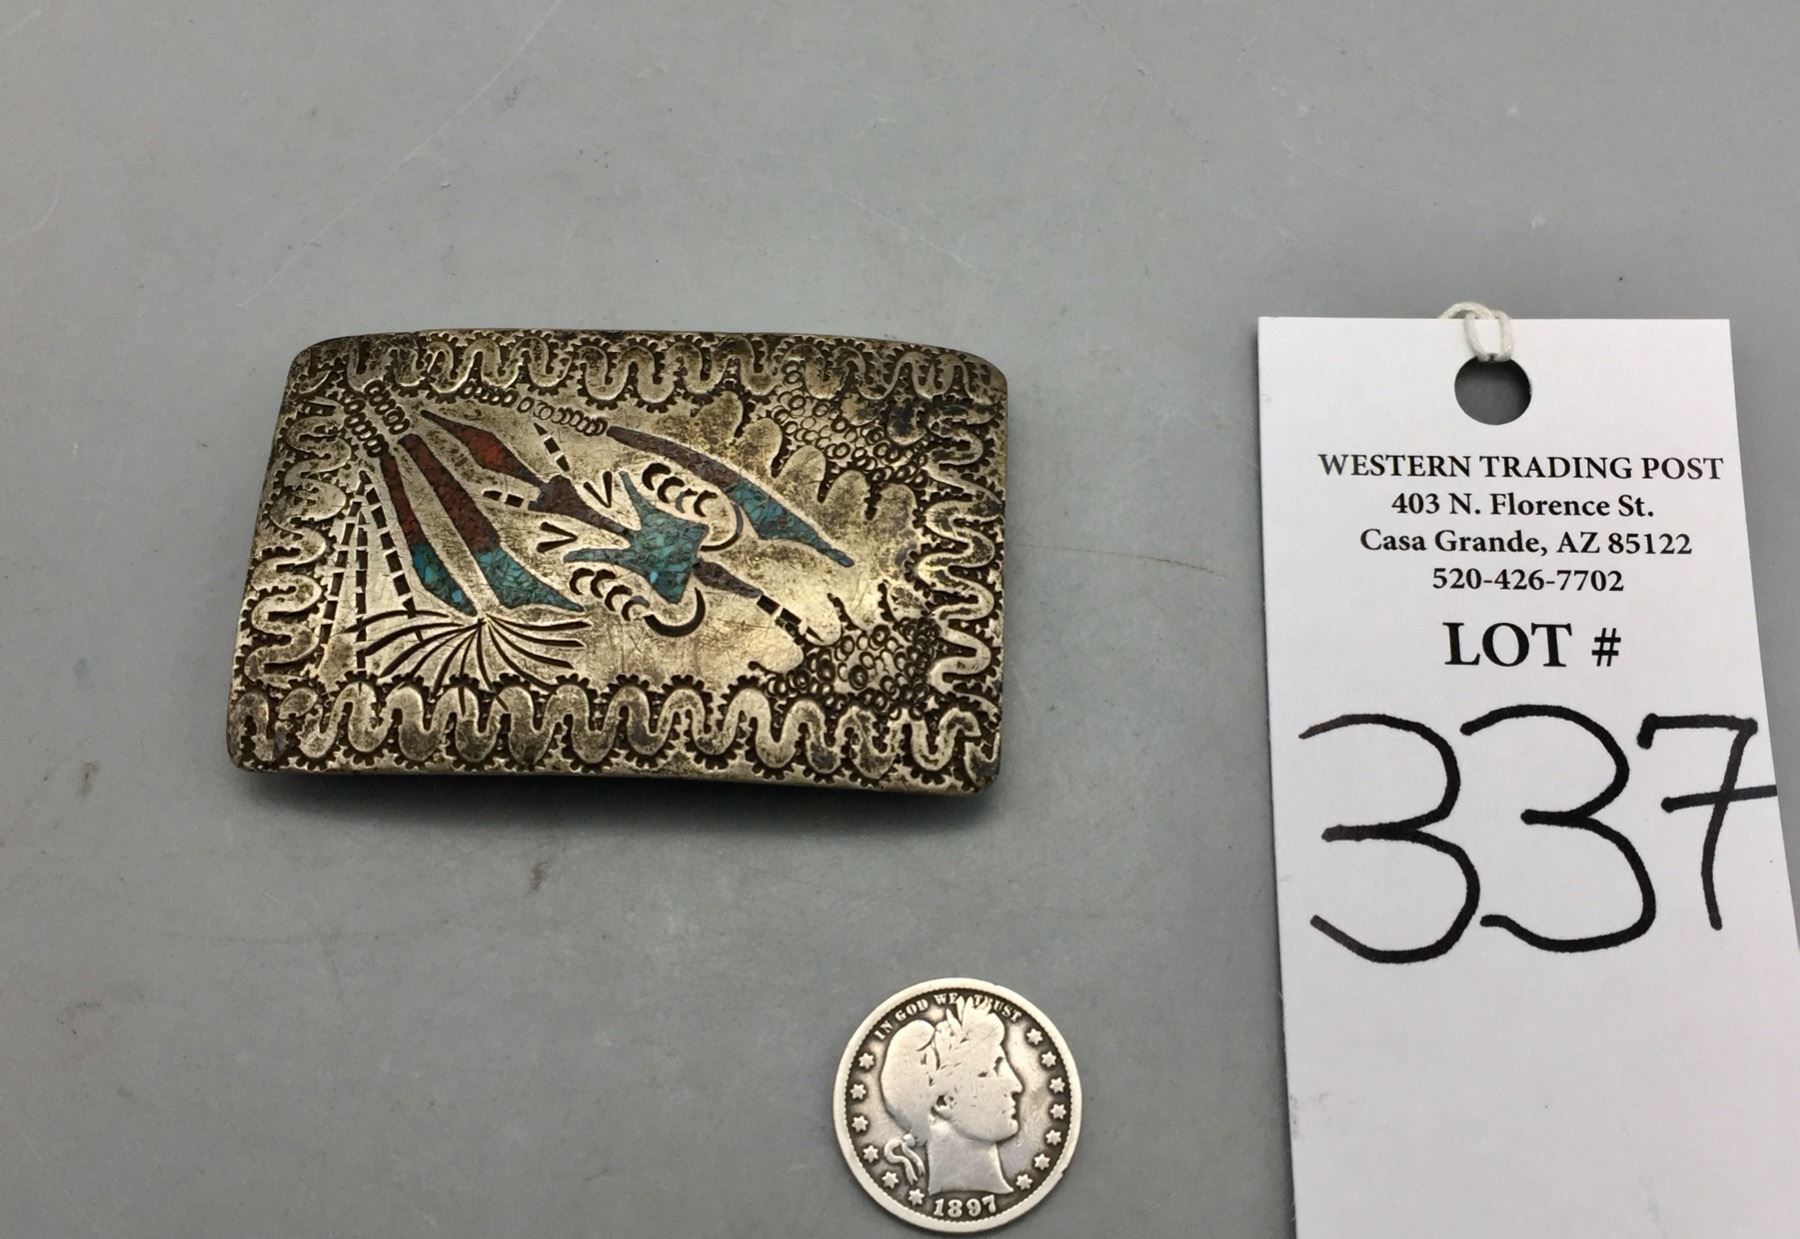 WESTERN TRADING POST
403 N. Florence St.
Casa Grande, AZ 85122
520-426-7702
LOT #
337
IN GOD WE TRUST
1897